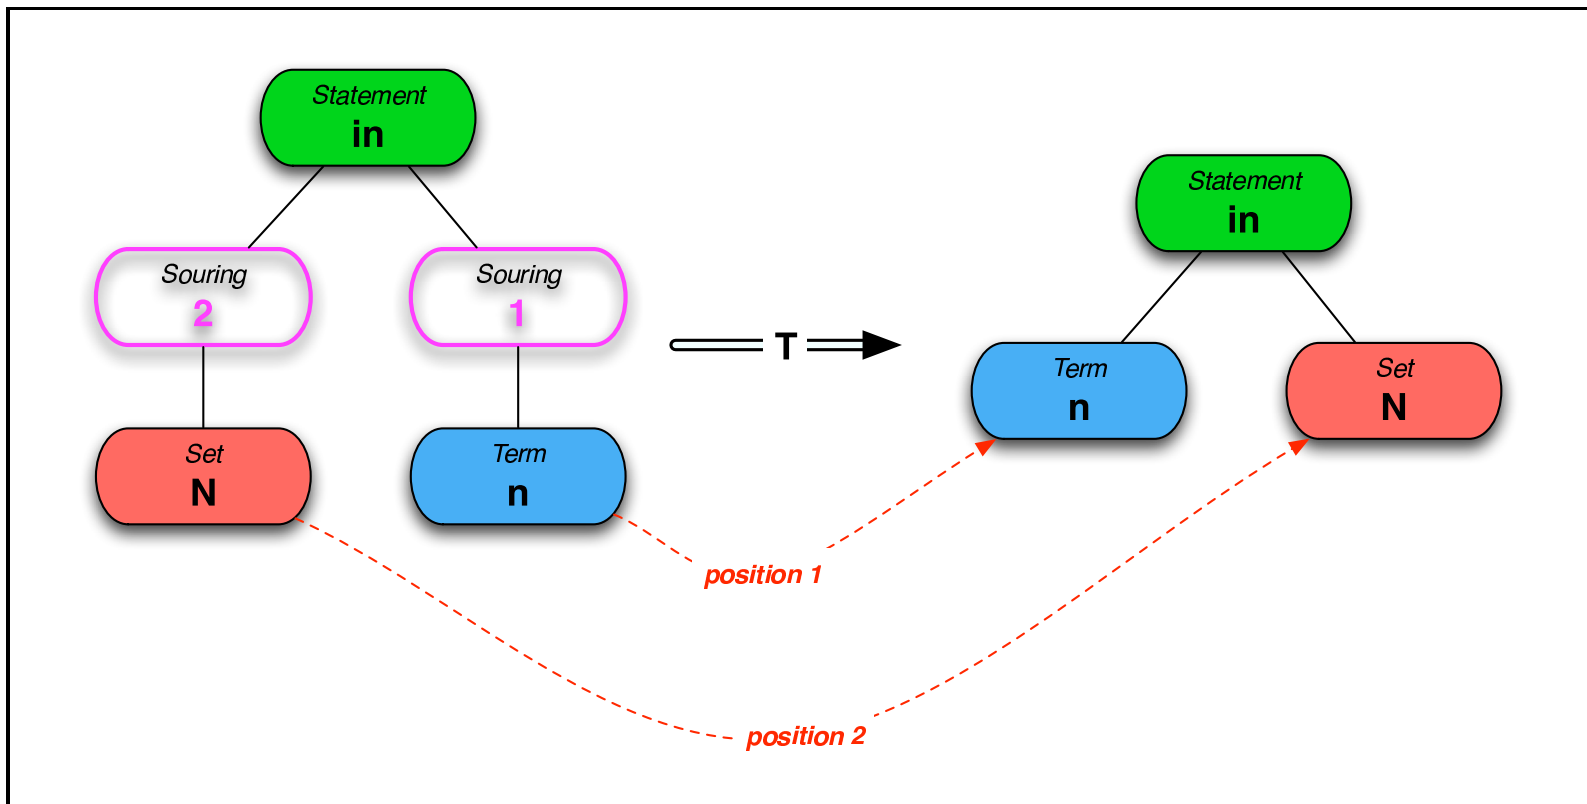 Statement
in
Souring
2
Souring
1
Set
N
Term
n
T
Statement
in
Term
n
Set
N
position 1
position 2